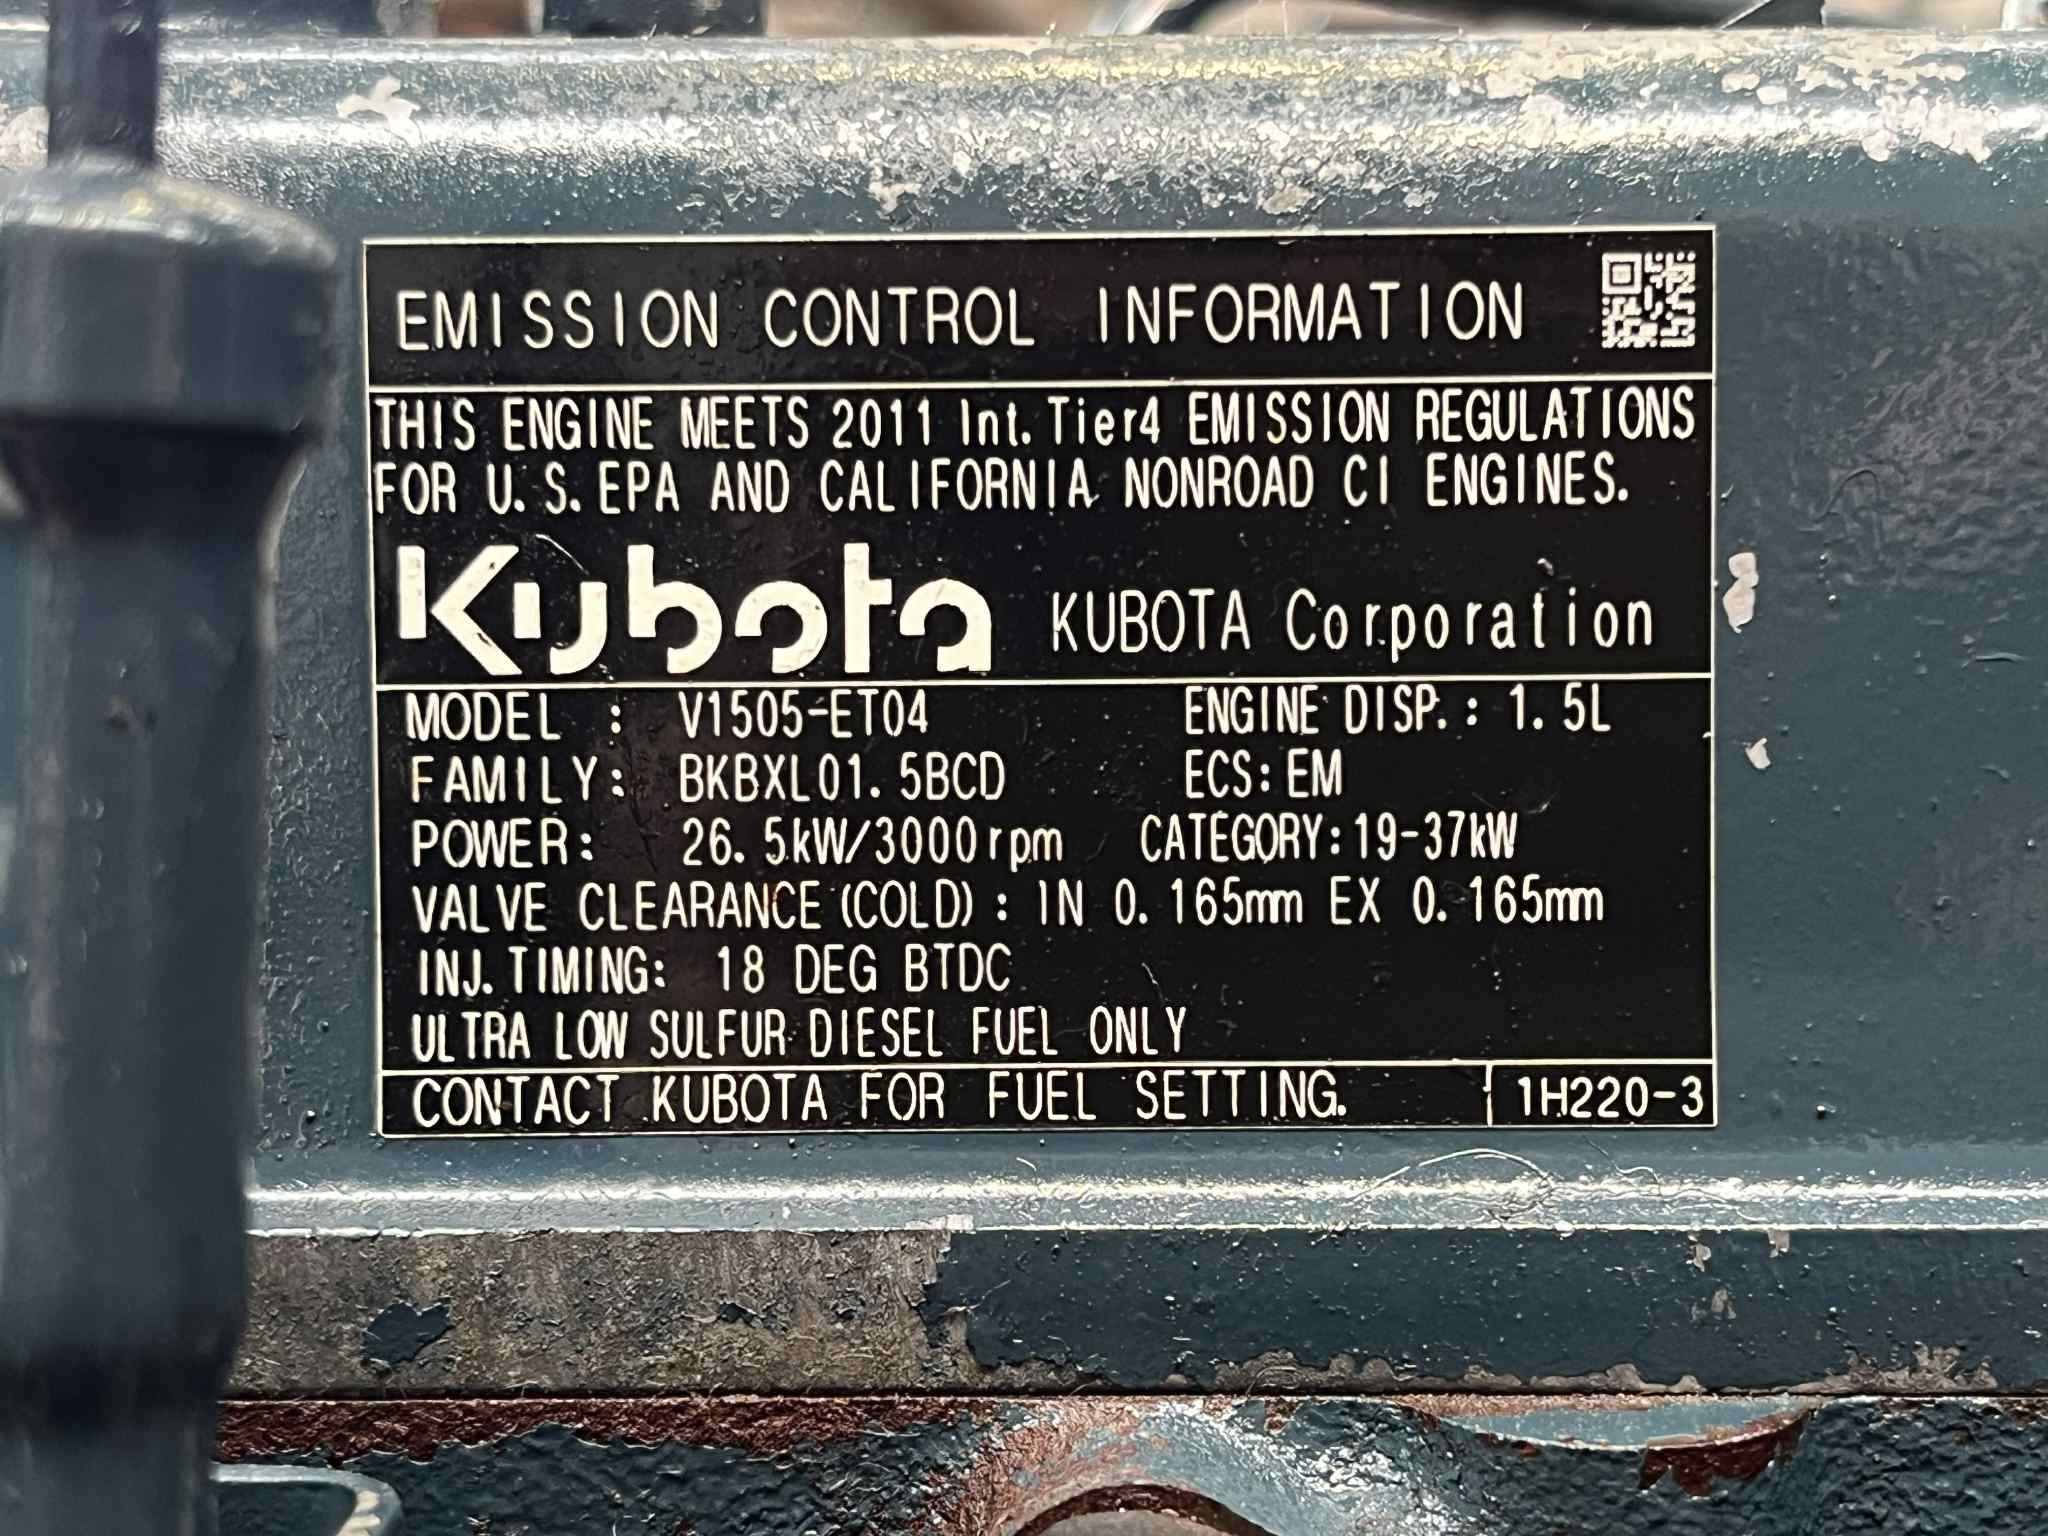 EMISSION CONTROL INFORMATION
THIS ENGINE MEETS 2011 Int. Tier4 EMISSION REGULATIONS
FOR U.S.EPA AND CALIFORNIA NONROAD CI ENGINES.
Kubota KUBOTA Corporation
MODEL : V1505-ET04 ENGINE DISP.: 1.5L
FAMILY: BKBXL01.5BCD ECS:EM
POWER: 26.5kW/3000rpm CATEGORY:19-37kW
VALVE CLEARANCE(COLD): IN 0.165mm EX 0.165mm
INJ.TIMING: 18 DEG BTDC
ULTRA LOW SULFUR DIESEL FUEL ONLY
CONTACT KUBOTA FOR FUEL SETTING. 1H220-3